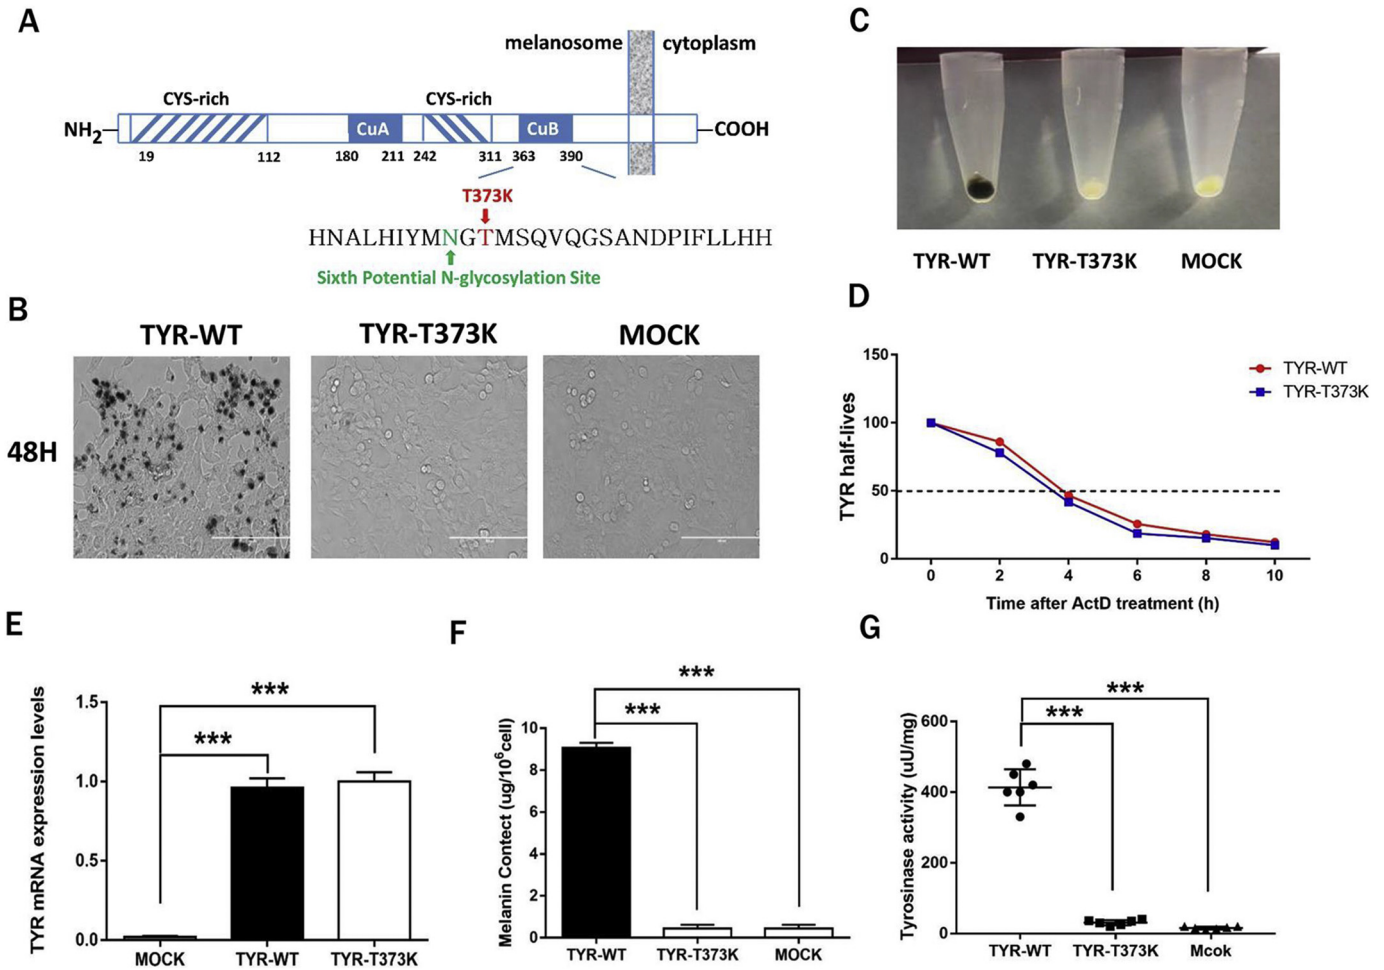 A
melanosome
cytoplasm
CYS-rich
CYS-rich
NH2
CuA
CuB
COOH
19
112
180
211
242
311
363
390
T373K
HNALHIYMNGTMSQVQGSANDPIFLLHH
Sixth Potential N-glycosylation Site
B
TYR-WT
TYR-T373K
MOCK
48H
C
TYR-WT
TYR-T373K
MOCK
D
TYR-WT
TYR-T373K
TYR half-lives
150
100
50
0
0
2
4
6
8
10
Time after ActD treatment (h)
E
TYR mRNA expression levels
1.5
1.0
0.5
0.0
***
***
MOCK
TYR-WT
TYR-T373K
F
Melanin Contect (ug/10^6 cell)
10
8
6
4
2
0
***
***
TYR-WT
TYR-T373K
MOCK
G
Tyrosinase activity (uU/mg)
600
400
200
0
***
***
TYR-WT
TYR-T373K
Mcok